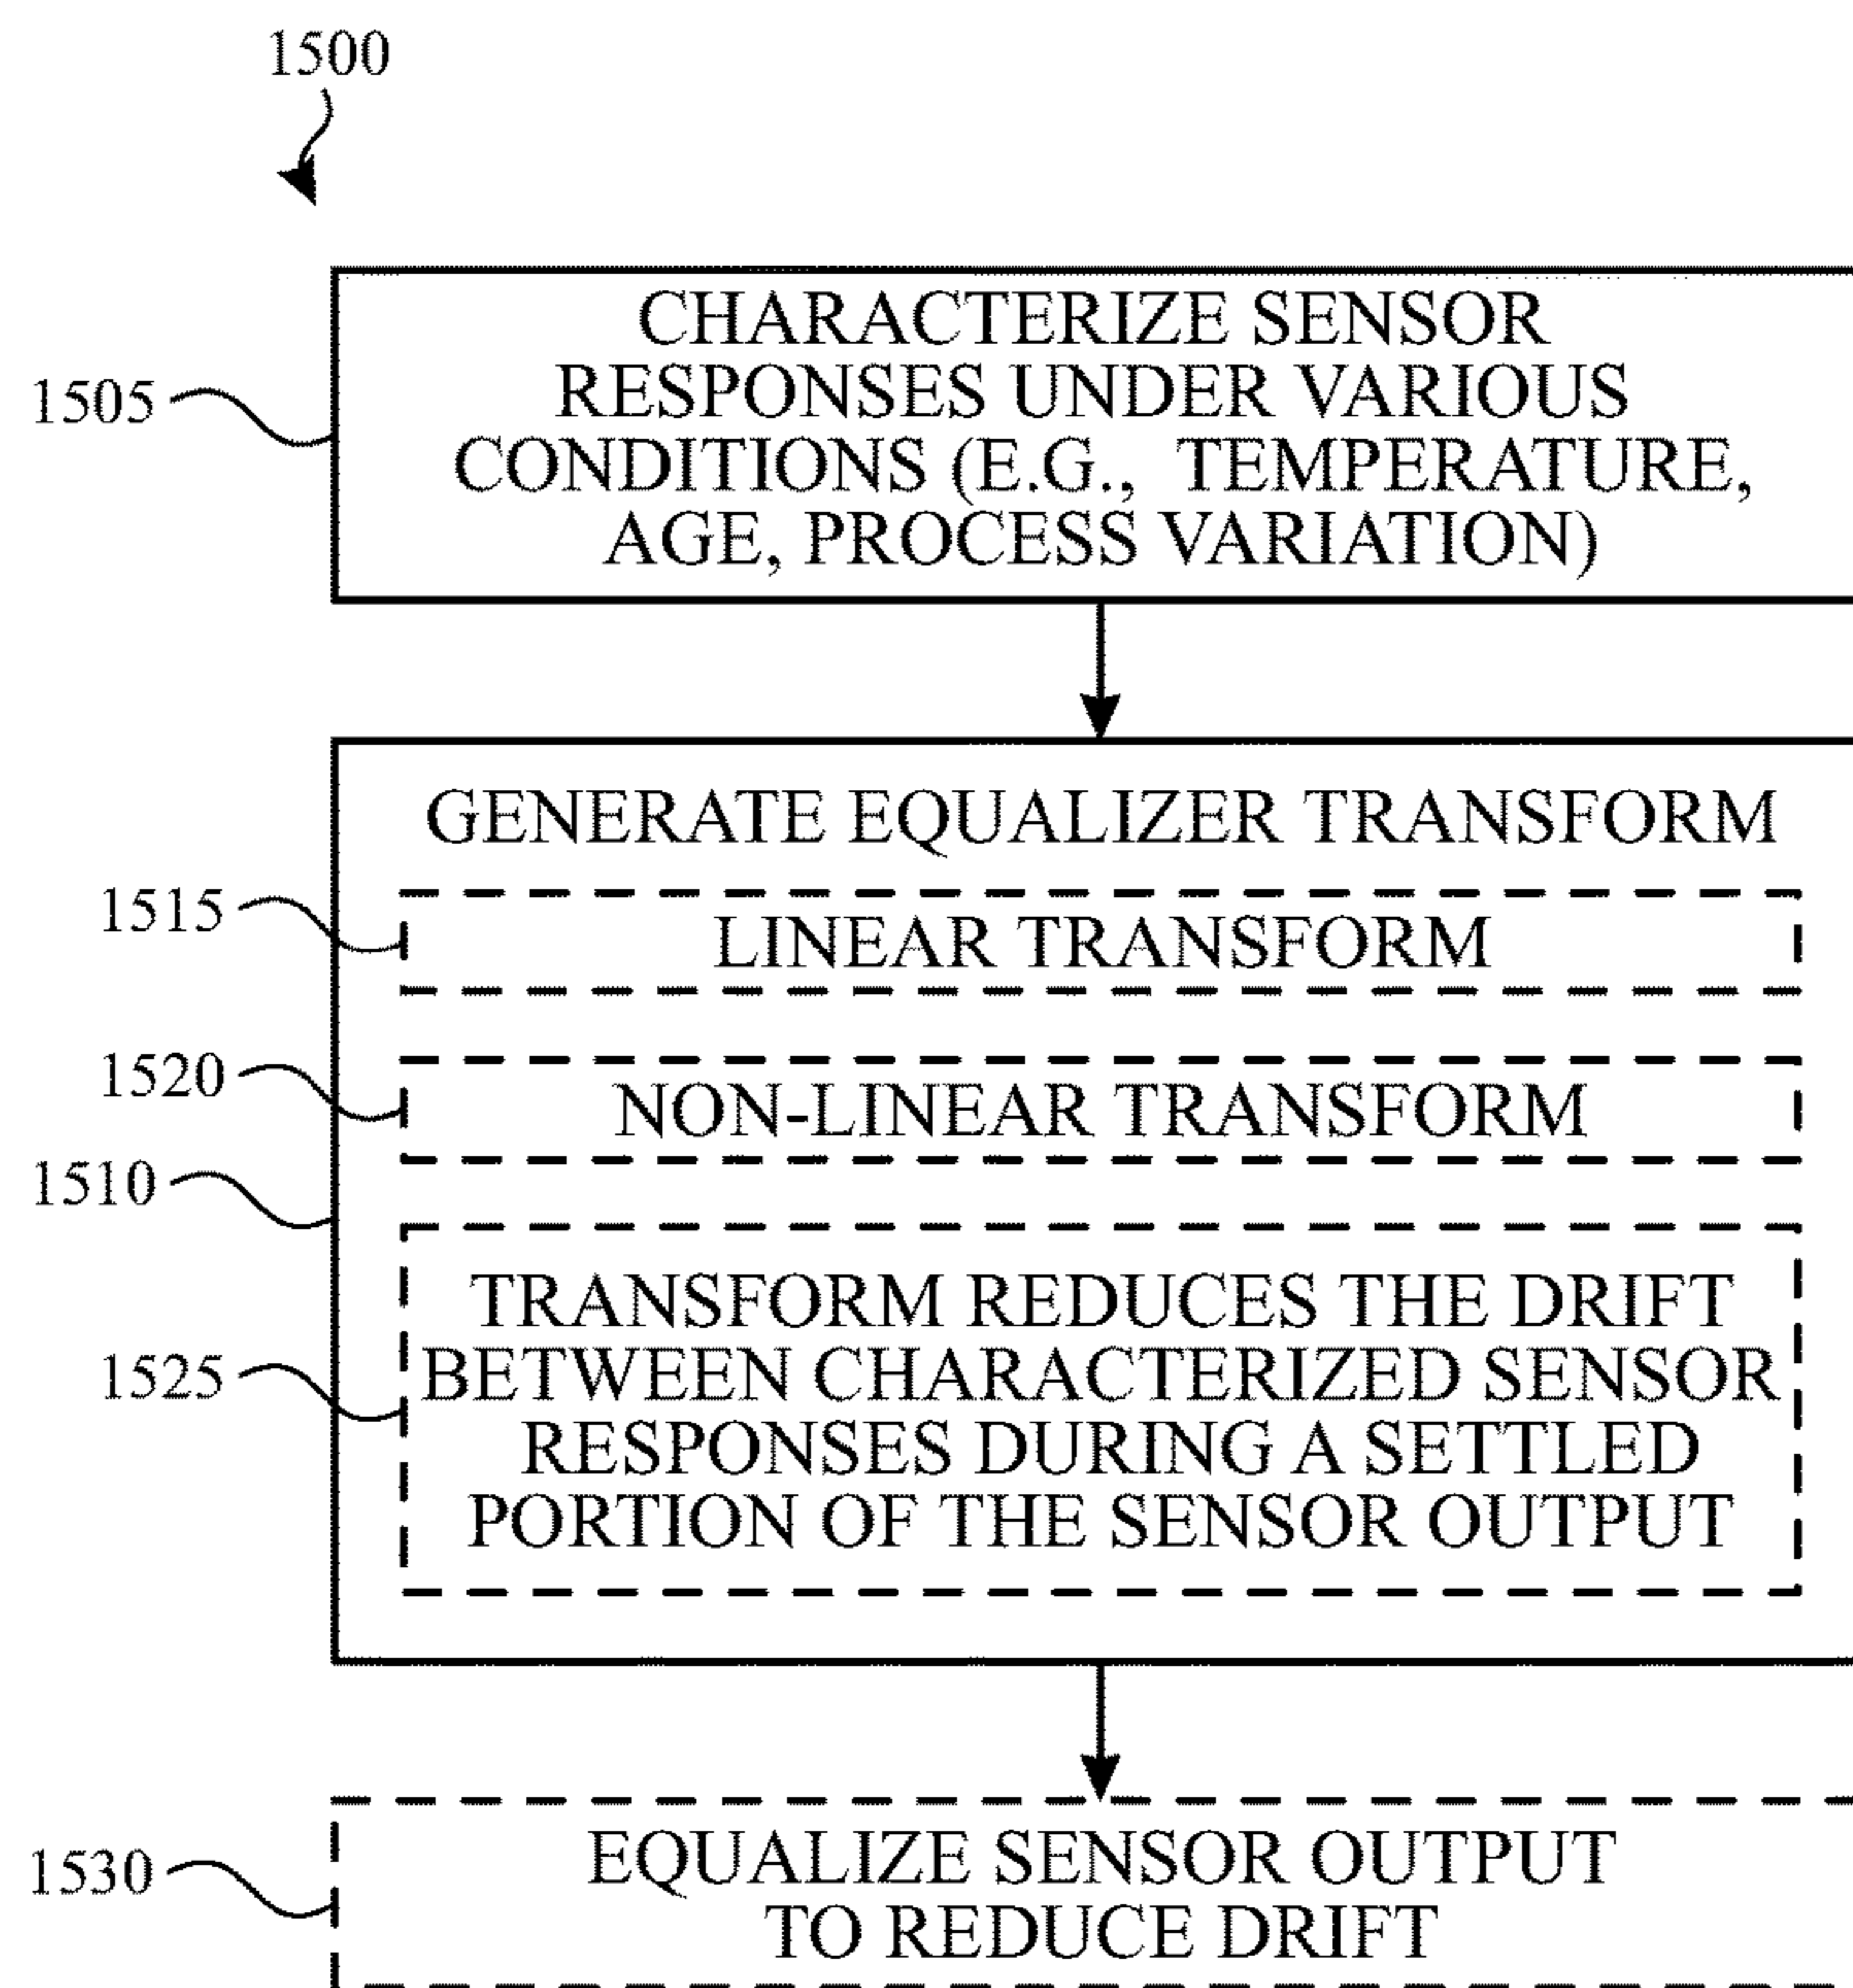 1500
1505
CHARACTERIZE SENSOR
RESPONSES UNDER VARIOUS
CONDITIONS (E.G., TEMPERATURE,
AGE, PROCESS VARIATION)
GENERATE EQUALIZER TRANSFORM
1515
LINEAR TRANSFORM
1520
NON-LINEAR TRANSFORM
1510
1525
TRANSFORM REDUCES THE DRIFT
BETWEEN CHARACTERIZED SENSOR
RESPONSES DURING A SETTLED
PORTION OF THE SENSOR OUTPUT
1530
EQUALIZE SENSOR OUTPUT
TO REDUCE DRIFT